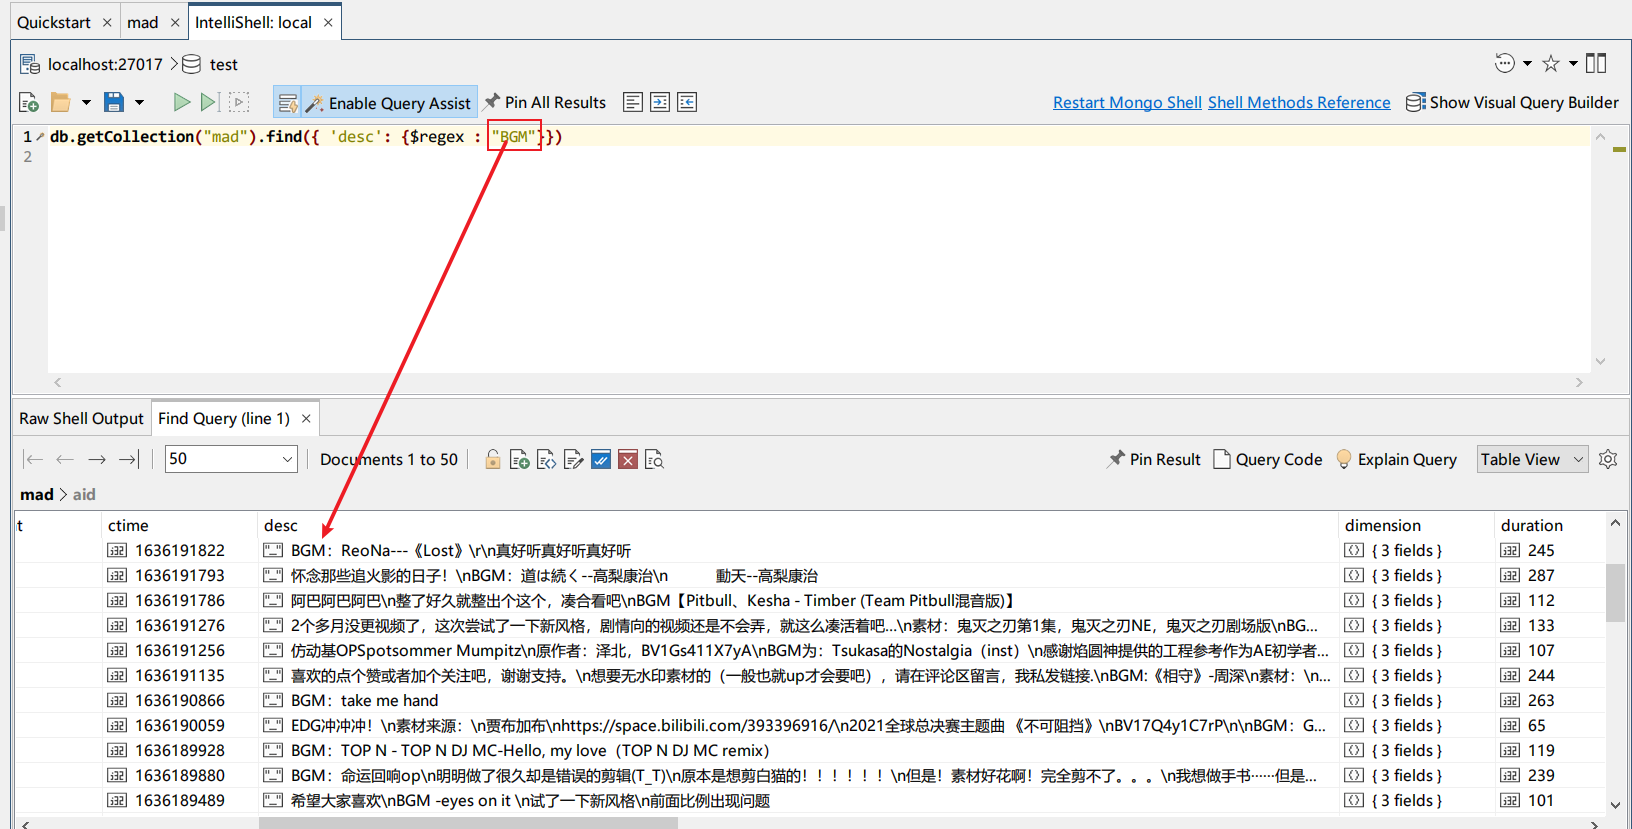 Quickstart × mad × IntelliShell: local ×
localhost:27017 > test
Enable Query Assist Pin All Results Restart Mongo Shell Shell Methods Reference Show Visual Query Builder
1 db.getCollection("mad").find({ 'desc': {$regex : "BGM"}})
2
Raw Shell Output Find Query (line 1) ×
50 Documents 1 to 50 Pin Result Query Code Explain Query Table View
mad > aid
t ctime desc dimension duration
1636191822 BGM：ReoNa---《Lost》\r\n真好听真好听真好听 { 3 fields } 245
1636191793 怀念那些追火影的日子！\nBGM：道は続く--高梨康治\n 動天--高梨康治 { 3 fields } 287
1636191786 阿巴阿巴阿巴\n整了好久就整出个这个，凑合看吧\nBGM【Pitbull、Kesha - Timber (Team Pitbull混音版)】 { 3 fields } 112
1636191276 2个多月没更视频了，这次尝试了一下新风格，剧情向的视频还是不会弄，就这么凑活着吧...\n素材：鬼灭之刃第1集，鬼灭之刃NE，鬼灭之刃剧场版\nBG... { 3 fields } 133
1636191256 仿动基OPSpotsommer Mumpitz\n原作者：泽北，BV1Gs411X7yA\nBGM为：Tsukasa的Nostalgia（inst）\n感谢焰圆神提供的工程参考作为AE初学者... { 3 fields } 107
1636191135 喜欢的点个赞或者加个关注吧，谢谢支持。\n想要无水印素材的（一般也就up才会要吧），请在评论区留言，我私发链接.\nBGM:《相守》-周深\n素材：\n... { 3 fields } 244
1636190866 BGM：take me hand { 3 fields } 263
1636190059 EDG冲冲冲！\n素材来源：\n贾布加布\nhttps://space.bilibili.com/393396916/\n2021全球总决赛主题曲 《不可阻挡》\nBV17Q4y1C7rP\n\nBGM：G... { 3 fields } 65
1636189928 BGM：TOP N - TOP N DJ MC-Hello, my love（TOP N DJ MC remix） { 3 fields } 119
1636189880 BGM：命运回响op\n明明做了很久却是错误的剪辑(T_T)\n原本是想剪白猫的！！！！！！\n但是！素材好花啊！完全剪不了。。。\n我想做手书······但是... { 3 fields } 239
1636189489 希望大家喜欢\nBGM -eyes on it \n试了一下新风格\n前面比例出现问题 { 3 fields } 101